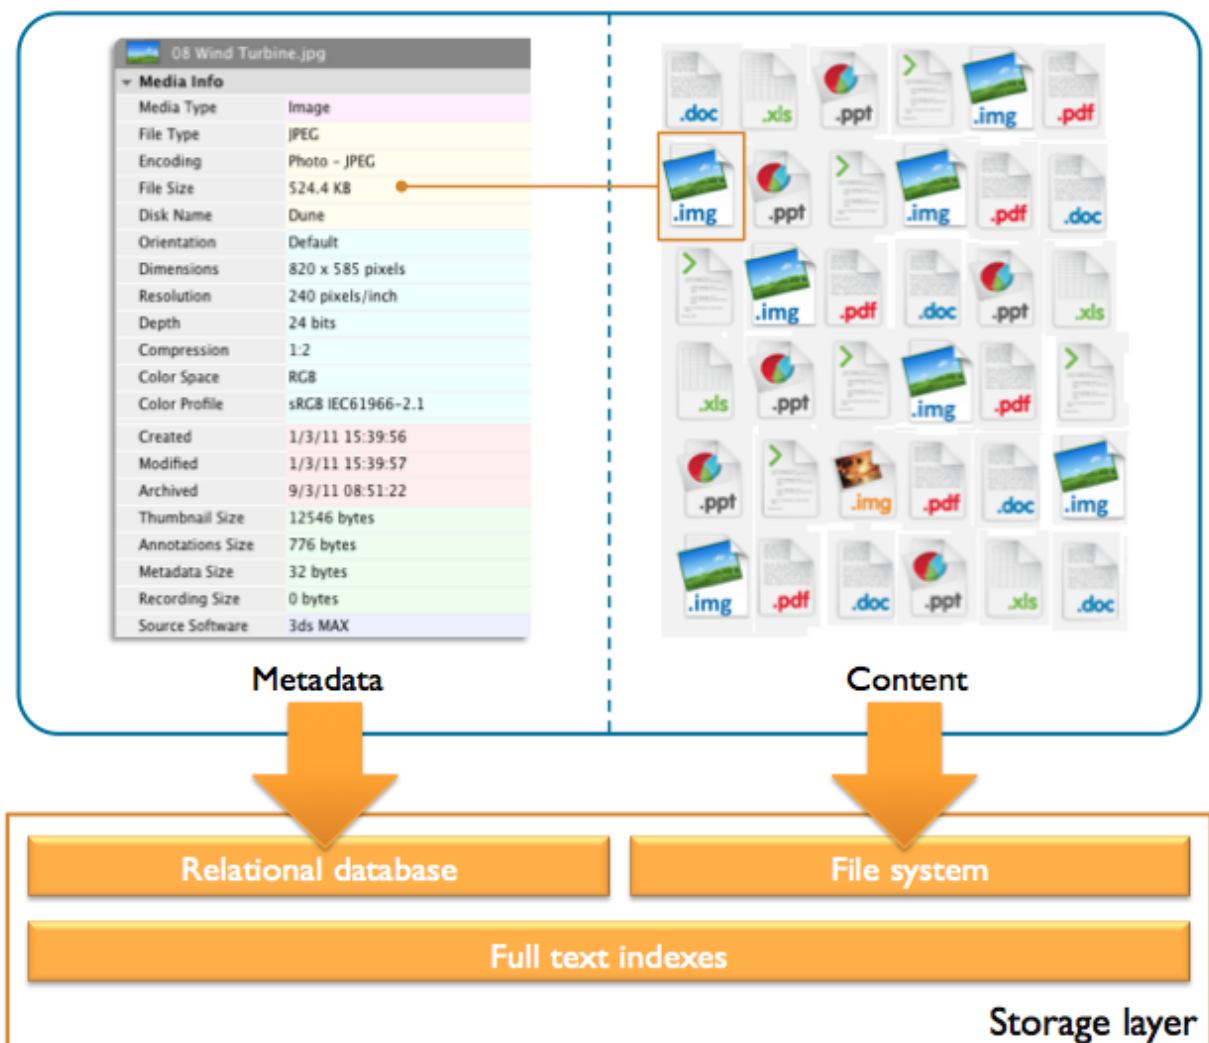 08 Wind Turbine.jpg
Media Info
Media Type Image
File Type JPEG
Encoding Photo - JPEG
File Size 524.4 KB
Disk Name Dune
Orientation Default
Dimensions 820 x 585 pixels
Resolution 240 pixels/inch
Depth 24 bits
Compression 1:2
Color Space RGB
Color Profile sRGB IEC61966-2.1
Created 1/3/11 15:39:56
Modified 1/3/11 15:39:57
Archived 9/3/11 08:51:22
Thumbnail Size 12546 bytes
Annotations Size 776 bytes
Metadata Size 32 bytes
Recording Size 0 bytes
Source Software 3ds MAX
.doc .xls .ppt .img .pdf
.img .ppt .img .pdf .doc
.img .pdf .doc .ppt .xls
.xls .ppt .img .pdf
.ppt .img .pdf .doc .img
.img .pdf .doc .ppt .xls .doc
Metadata
Content
Relational database
File system
Full text indexes
Storage layer